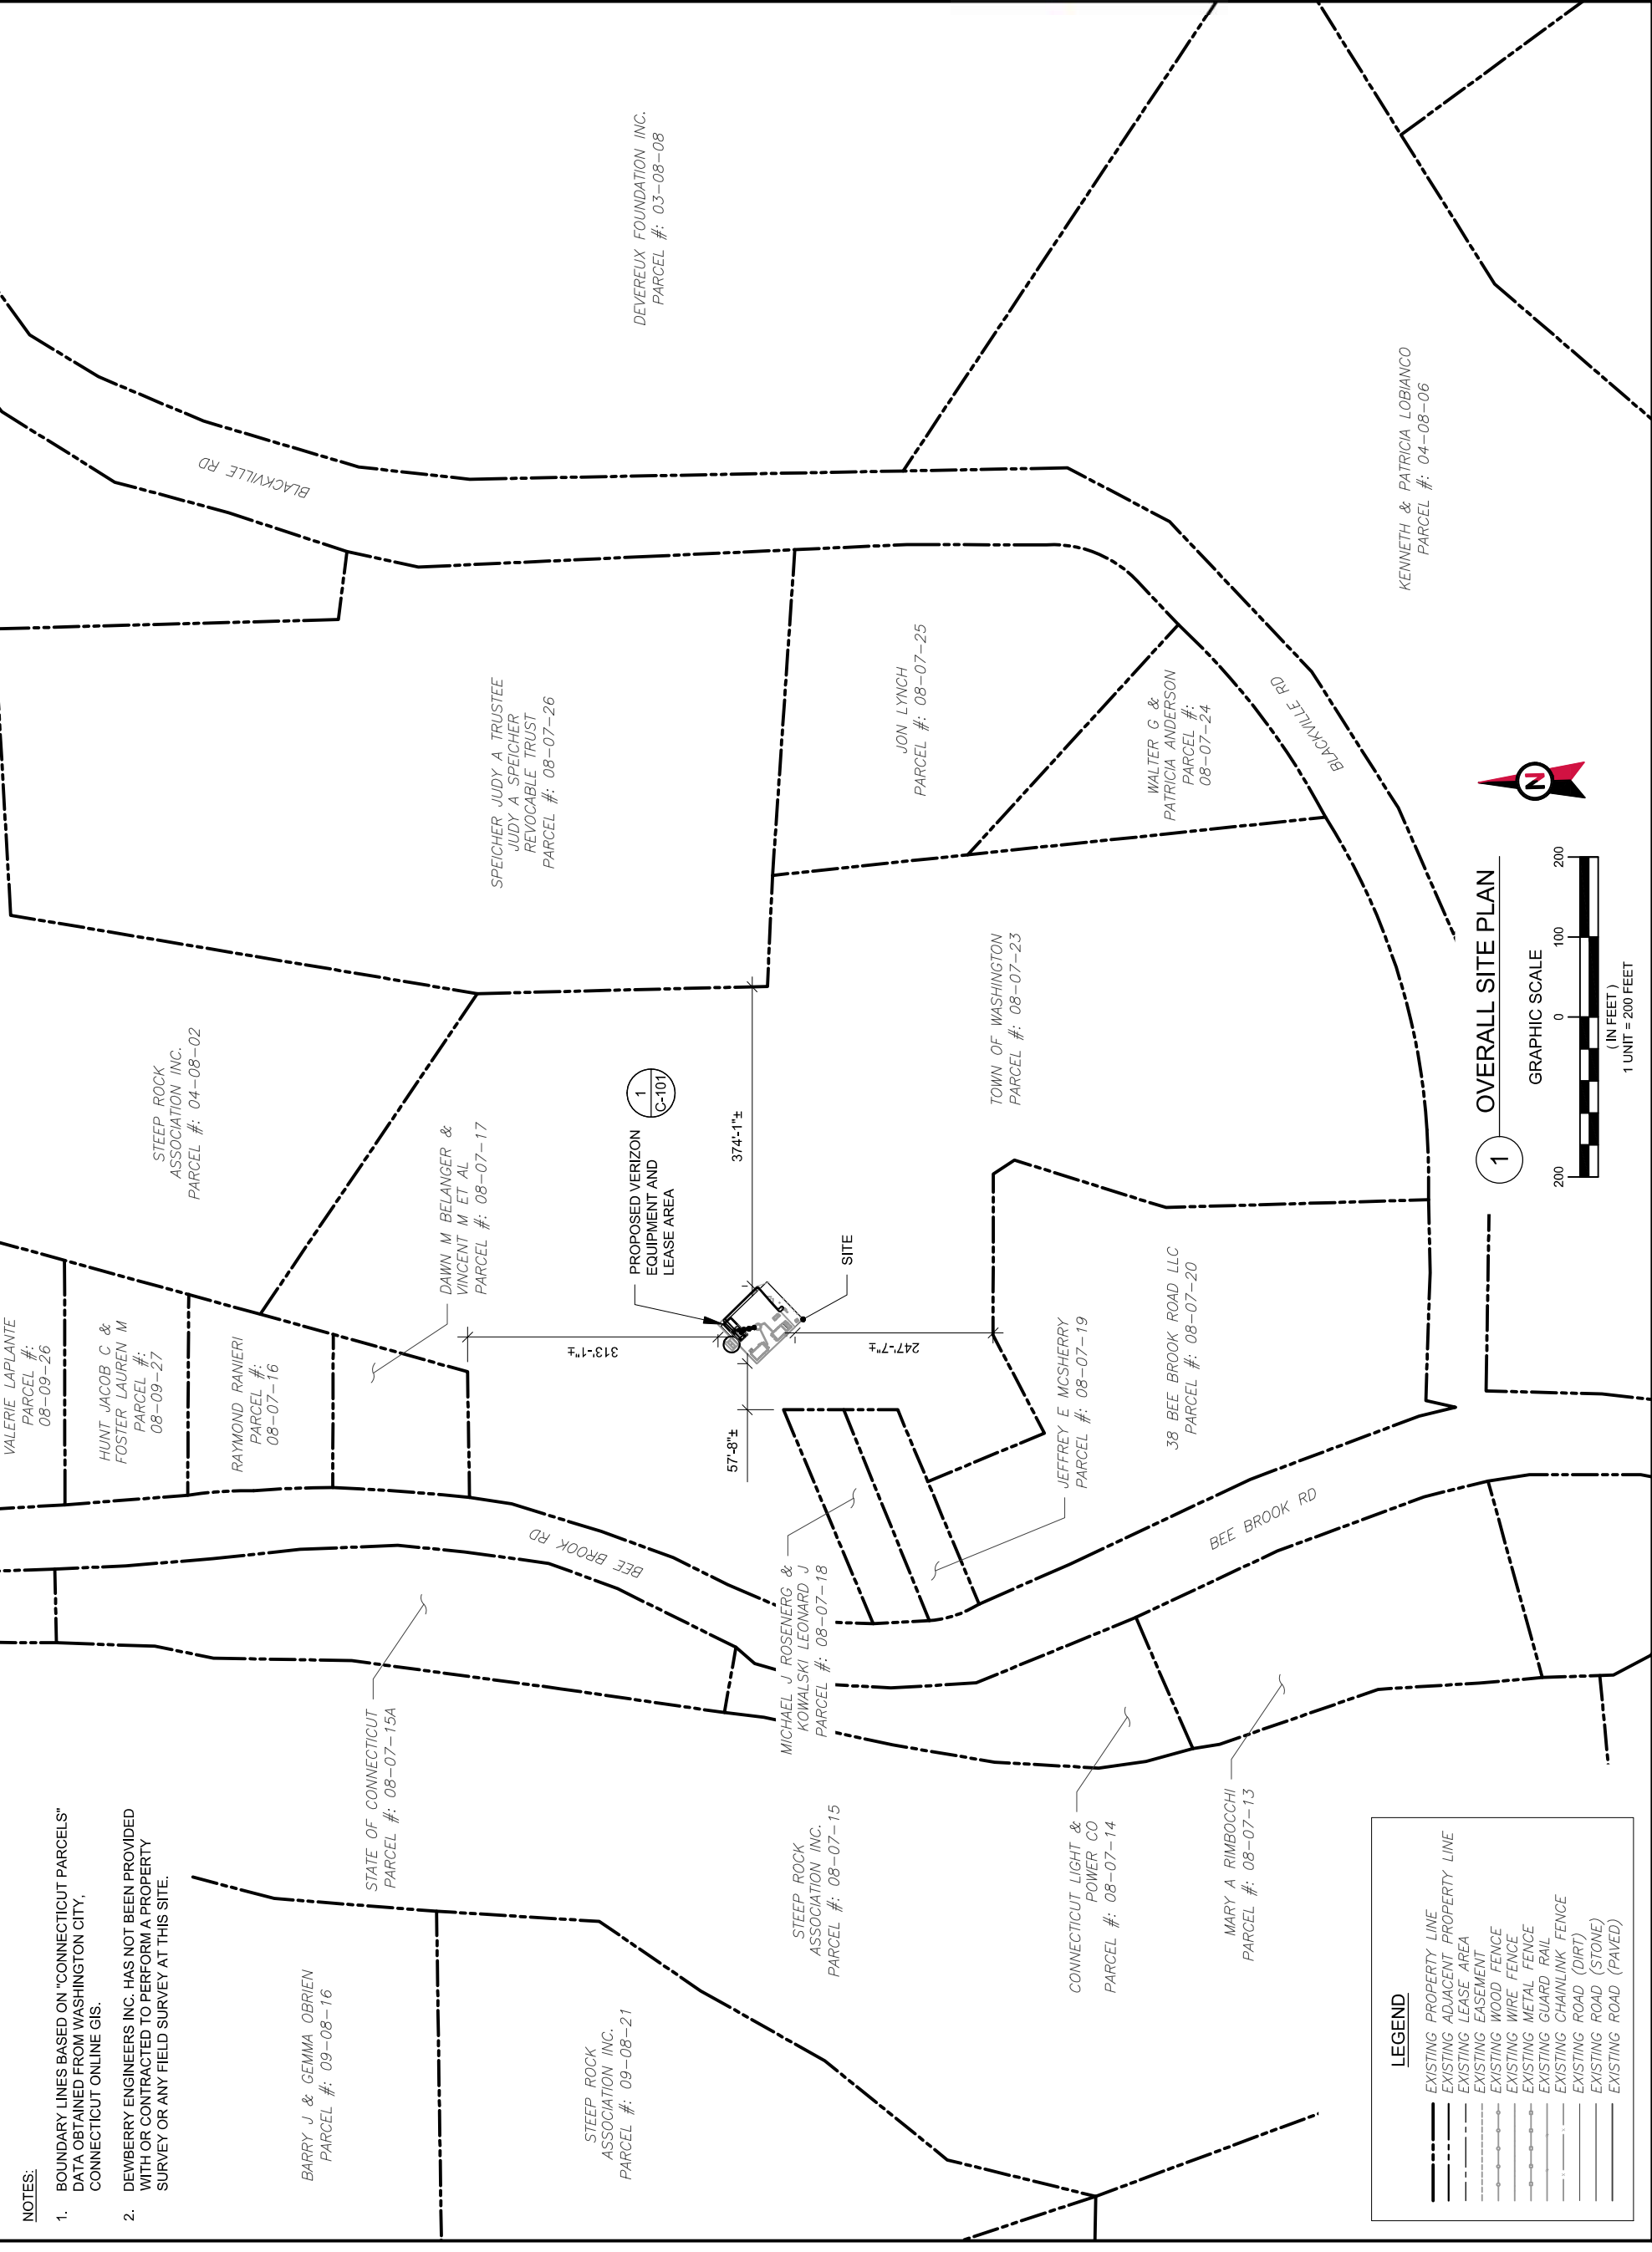 NOTES:
1. BOUNDARY LINES BASED ON "CONNECTICUT PARCELS"
DATA OBTAINED FROM WASHINGTON CITY,
CONNECTICUT ONLINE GIS.
2. DEWBERRY ENGINEERS INC. HAS NOT BEEN PROVIDED
WITH OR CONTRACTED TO PERFORM A PROPERTY
SURVEY OR ANY FIELD SURVEY AT THIS SITE.
BARRY J & GEMMA OBRIEN
PARCEL #: 09-08-16
STEEP ROCK
ASSOCIATION INC.
PARCEL #: 09-08-21
STATE OF CONNECTICUT
PARCEL #: 08-07-15A
STEEP ROCK
ASSOCIATION INC.
PARCEL #: 08-07-15
CONNECTICUT LIGHT &
POWER CO
PARCEL #: 08-07-14
MARY A RIMBOCCHI
PARCEL #: 08-07-13
MICHAEL J ROSENERG &
KOWALSKI LEONARD J
PARCEL #: 08-07-18
BEE BROOK RD
BEE BROOK RD
VALERIE LAPLANTE
PARCEL #:
08-09-26
HUNT JACOB C &
FOSTER LAUREN M
PARCEL #:
08-09-27
RAYMOND RANIERI
PARCEL #:
08-07-16
DAWN M BELANGER &
VINCENT M ET AL
PARCEL #: 08-07-17
JEFFREY E MCSHERRY
PARCEL #: 08-07-19
38 BEE BROOK ROAD LLC
PARCEL #: 08-07-20
57'-8"±
313'-1"±
247'-7"±
374'-1"±
PROPOSED VERIZON
EQUIPMENT AND
LEASE AREA
1
C-101
SITE
STEEP ROCK
ASSOCIATION INC.
PARCEL #: 04-08-02
TOWN OF WASHINGTON
PARCEL #: 08-07-23
SPEICHER JUDY A TRUSTEE
JUDY A SPEICHER
REVOCABLE TRUST
PARCEL #: 08-07-26
JON LYNCH
PARCEL #: 08-07-25
WALTER G &
PATRICIA ANDERSON
PARCEL #:
08-07-24
BLACKVILLE RD
BLACKVILLE RD
DEVEREUX FOUNDATION INC.
PARCEL #: 03-08-08
KENNETH & PATRICIA LOBIANCO
PARCEL #: 04-08-06
LEGEND
EXISTING PROPERTY LINE
EXISTING ADJACENT PROPERTY LINE
EXISTING LEASE AREA
EXISTING EASEMENT
EXISTING WOOD FENCE
EXISTING WIRE FENCE
EXISTING METAL FENCE
EXISTING GUARD RAIL
EXISTING CHAINLINK FENCE
EXISTING ROAD (DIRT)
EXISTING ROAD (STONE)
EXISTING ROAD (PAVED)
1 OVERALL SITE PLAN
GRAPHIC SCALE
200 0 100 200
( IN FEET )
1 UNIT = 200 FEET
N